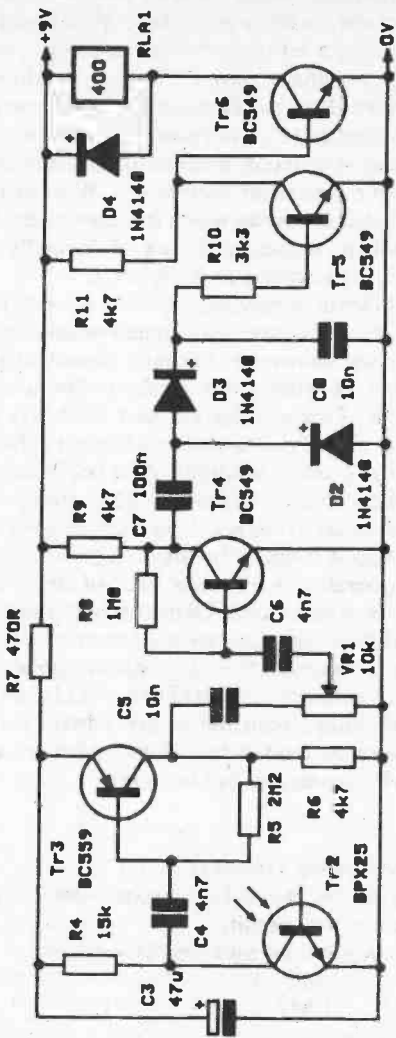 R7 470R
+9V
R4
15k
Tr3
BC559
C5
10n
R8
1M8
R9
4k7
C7
100n
R11
4k7
D4
1N4148
400
RLA1
C3
47u
+
C4
4n7
R5 2M2
Tr2
BPX25
R6
4k7
VR1
10k
C6
4n7
Tr4
BC549
D3
+
1N4148
D2
+
1N4148
C8
10n
R10
3k3
Tr5
BC549
Tr6
BC549
0V